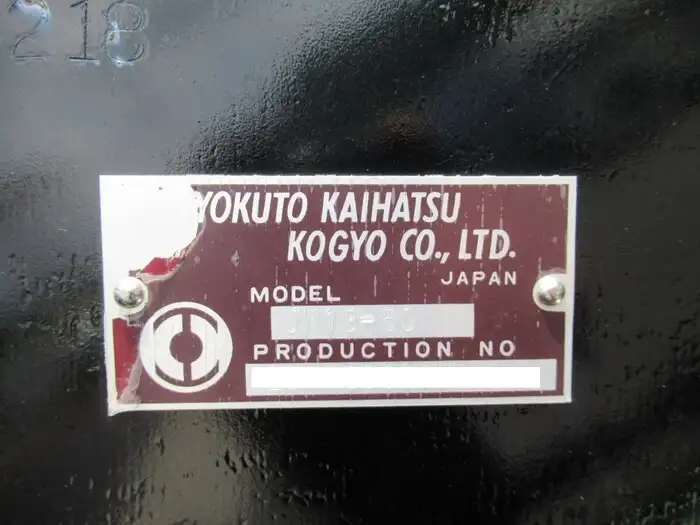 218
YOKUTO KAIHATSU
KOGYO CO., LTD.
JAPAN
MODEL
PRODUCTION NO